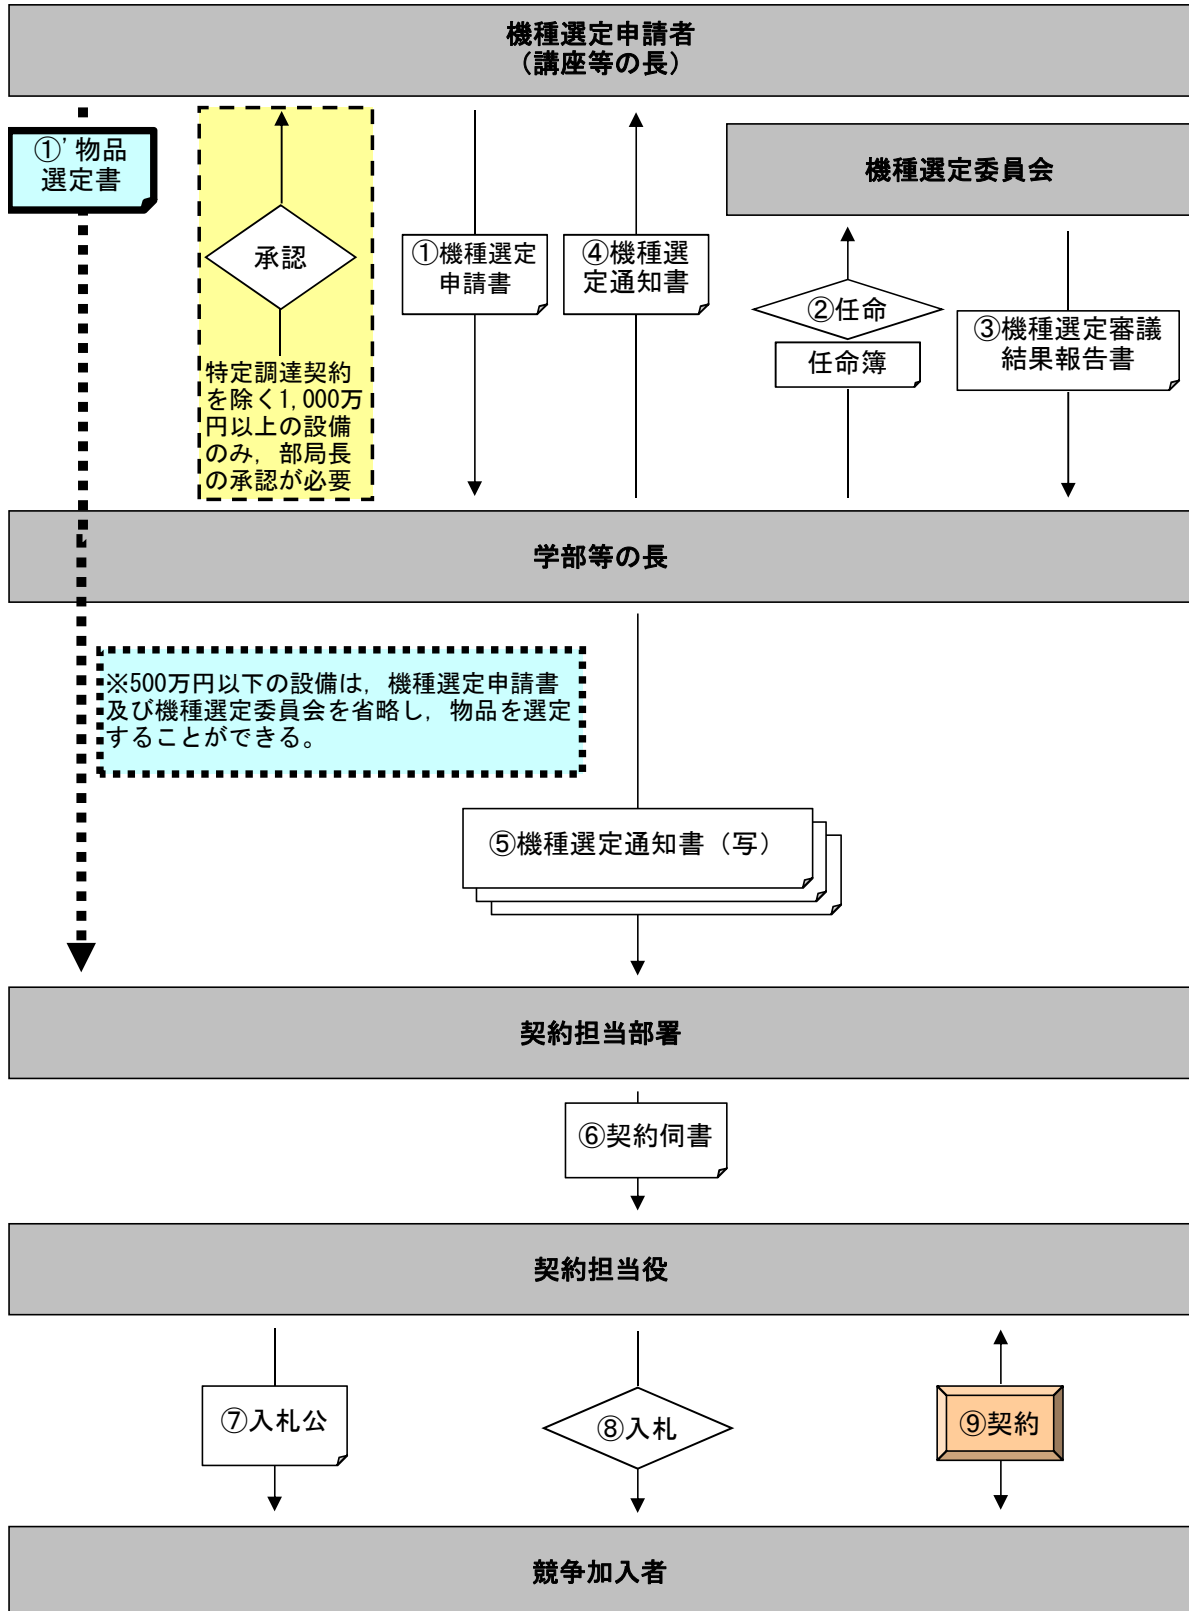 機種選定申請者
（講座等の長）
①’物品
選定書
承認
特定調達契約
を除く1,000万
円以上の設備
のみ，部局長
の承認が必要
①機種選定
申請書
④機種選
定通知書
機種選定委員会
②任命
任命簿
③機種選定審議
結果報告書
学部等の長
※500万円以下の設備は，機種選定申請書
及び機種選定委員会を省略し，物品を選定
することができる。
⑤機種選定通知書（写）
契約担当部署
⑥契約伺書
契約担当役
⑦入札公
⑧入札
⑨契約
競争加入者